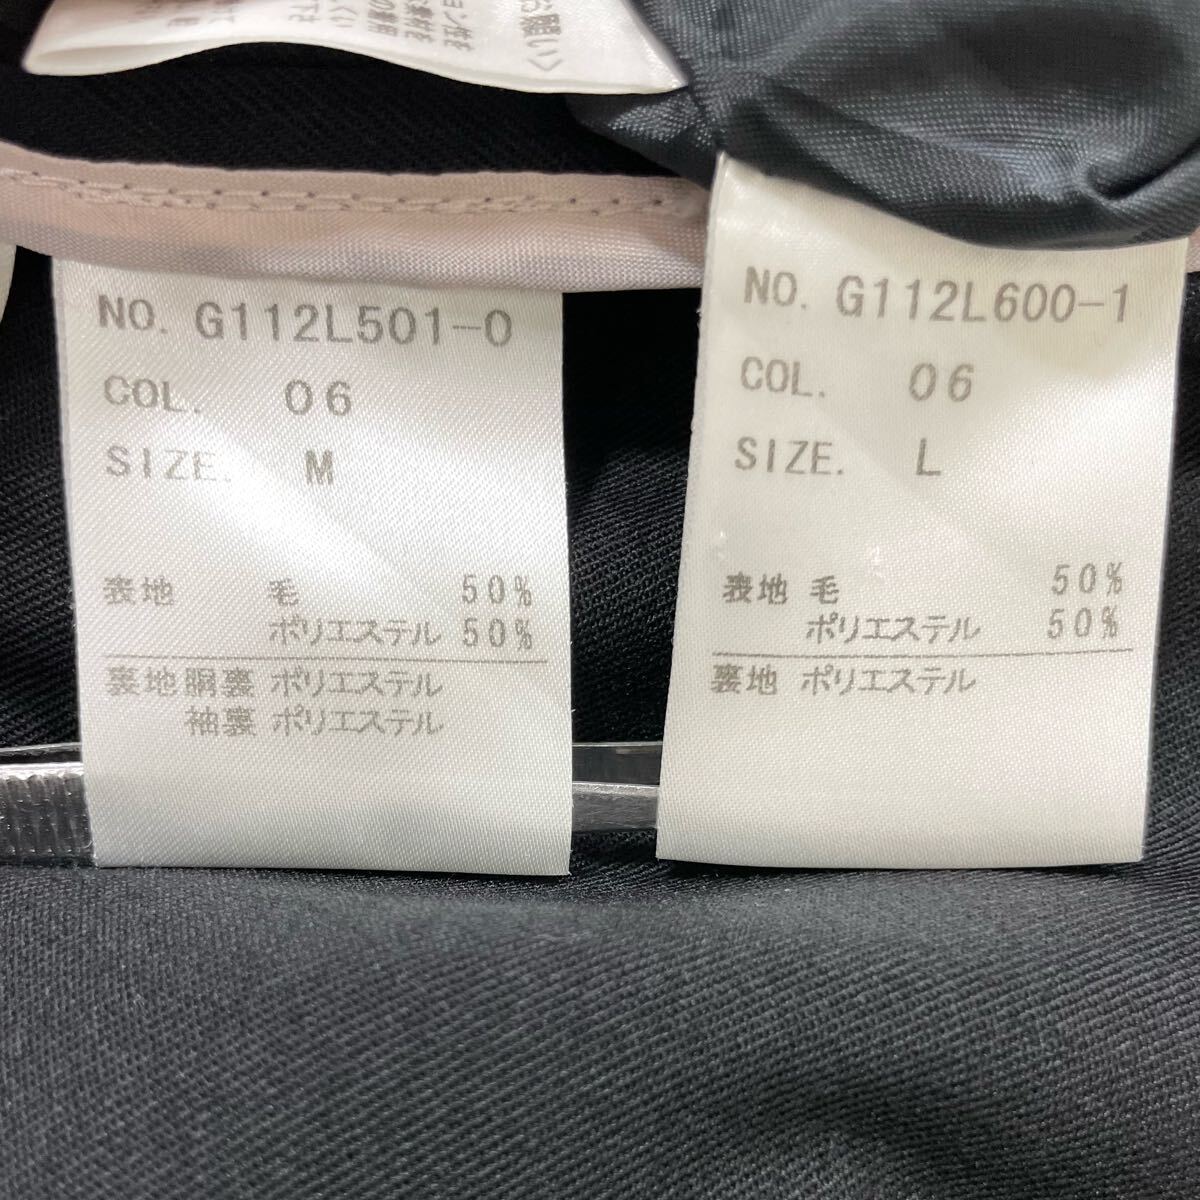 お願い〉
NO. G112L501-0
COL. 06
SIZE. M
表地 毛 50%
ポリエステル 50%
裏地胴裏 ポリエステル
袖裏 ポリエステル
NO. G112L600-1
COL. 06
SIZE. L
表地 毛 50%
ポリエステル 50%
裏地 ポリエステル